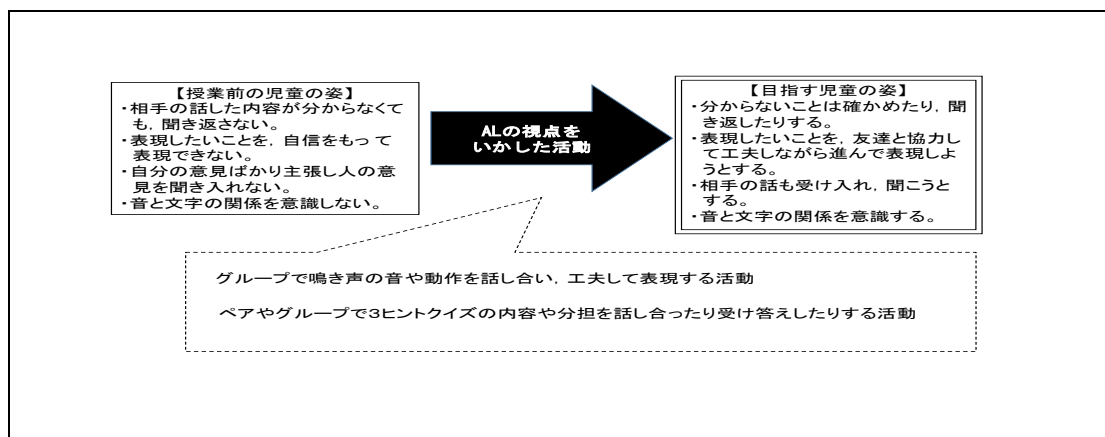 【授業前の児童の姿】
・相手の話した内容が分からなくて
も，聞き返さない。
・表現したいことを，自信をもって
表現できない。
・自分の意見ばかり主張し人の意
見を聞き入れない。
・音と文字の関係を意識しない。
ALの視点を
いかした活動
【目指す児童の姿】
・分からないことは確かめたり，聞
き返したりする。
・表現したいことを，友達と協力し
て工夫しながら進んで表現しよ
うとする。
・相手の話も受け入れ，聞こうと
する。
・音と文字の関係を意識する。
グループで鳴き声の音や動作を話し合い，工夫して表現する活動
ペアやグループで３ヒントクイズの内容や分担を話し合ったり受け答えしたりする活動